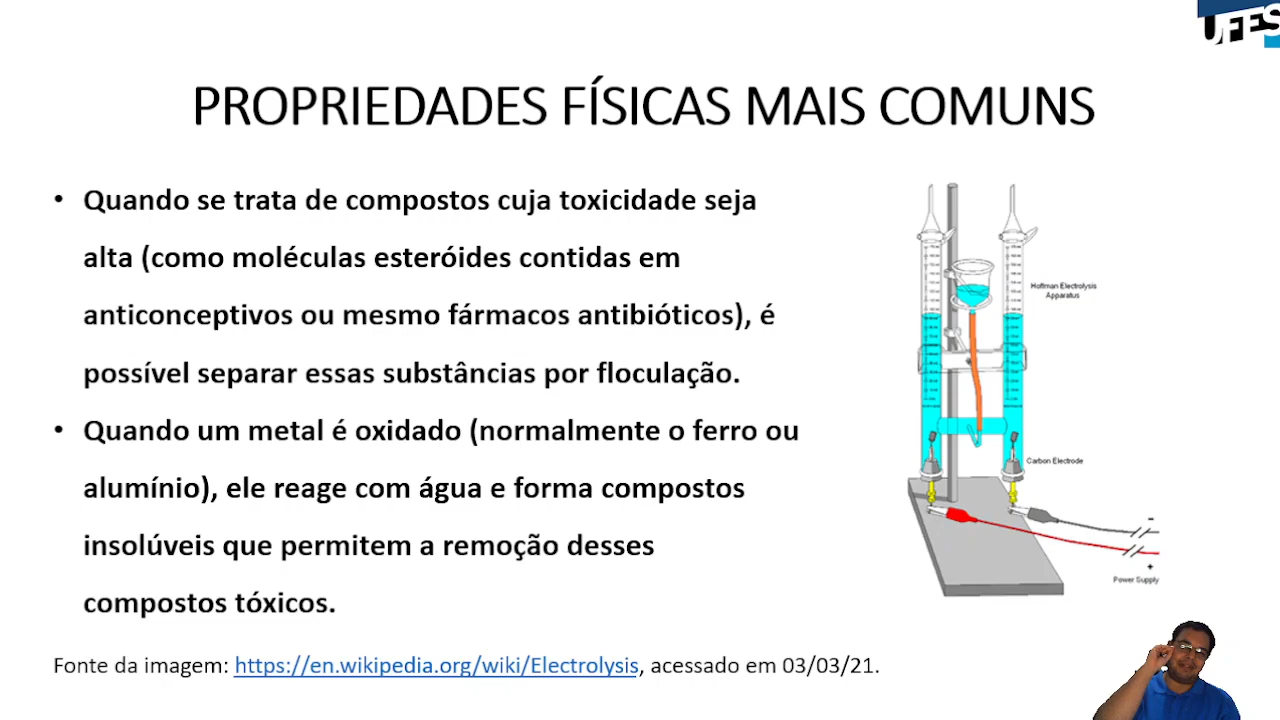 UFES
PROPRIEDADES FÍSICAS MAIS COMUNS
• Quando se trata de compostos cuja toxicidade seja
alta (como moléculas esteróides contidas em
anticonceptivos ou mesmo fármacos antibióticos), é
possível separar essas substâncias por floculação.
• Quando um metal é oxidado (normalmente o ferro ou
alumínio), ele reage com água e forma compostos
insolúveis que permitem a remoção desses
compostos tóxicos.
Hoffman Electrolysis
Apparatus
Carbon Electrode
-
+
Power Supply
Fonte da imagem: https://en.wikipedia.org/wiki/Electrolysis, acessado em 03/03/21.